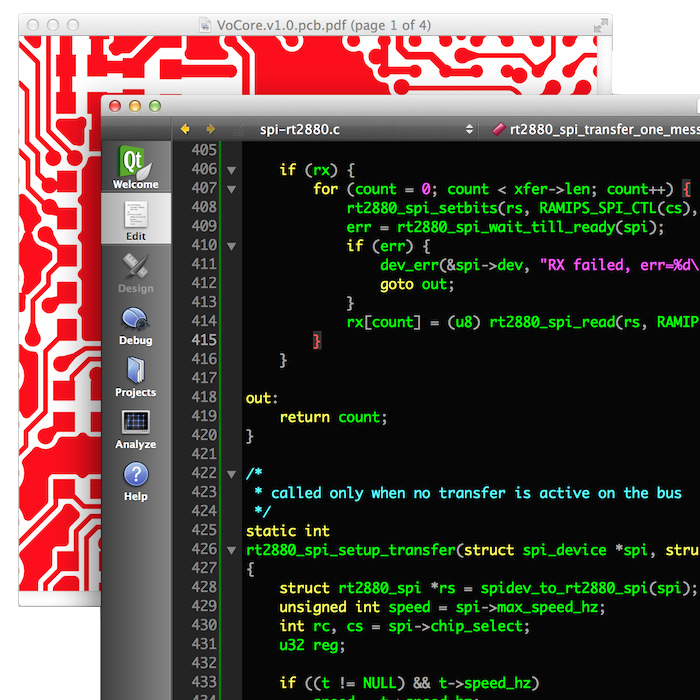 VoCore.v1.0.pcb.pdf (page 1 of 4)
spi-rt2880.c
rt2880_spi_transfer_one_mess
Qt
Welcome
Edit
Design
Debug
Projects
Analyze
?
Help
405
406 if (rx) {
407 for (count = 0; count < xfer->len; count++) {
408 rt2880_spi_setbits(rs, RAMIPS_SPI_CTL(cs),
409 err = rt2880_spi_wait_till_ready(spi);
410 if (err) {
411 dev_err(&spi->dev, "RX failed, err=%d\
412 goto out;
413 }
414 rx[count] = (u8) rt2880_spi_read(rs, RAMIP
415 }
416 }
417
418 out:
419 return count;
420 }
421
422 /*
423 * called only when no transfer is active on the bus
424 */
425 static int
426 rt2880_spi_setup_transfer(struct spi_device *spi, stru
427 {
428 struct rt2880_spi *rs = spidev_to_rt2880_spi(spi);
429 unsigned int speed = spi->max_speed_hz;
430 int rc, cs = spi->chip_select;
431 u32 reg;
432
433 if ((t != NULL) && t->speed_hz)
434 speed = t->speed_hz;